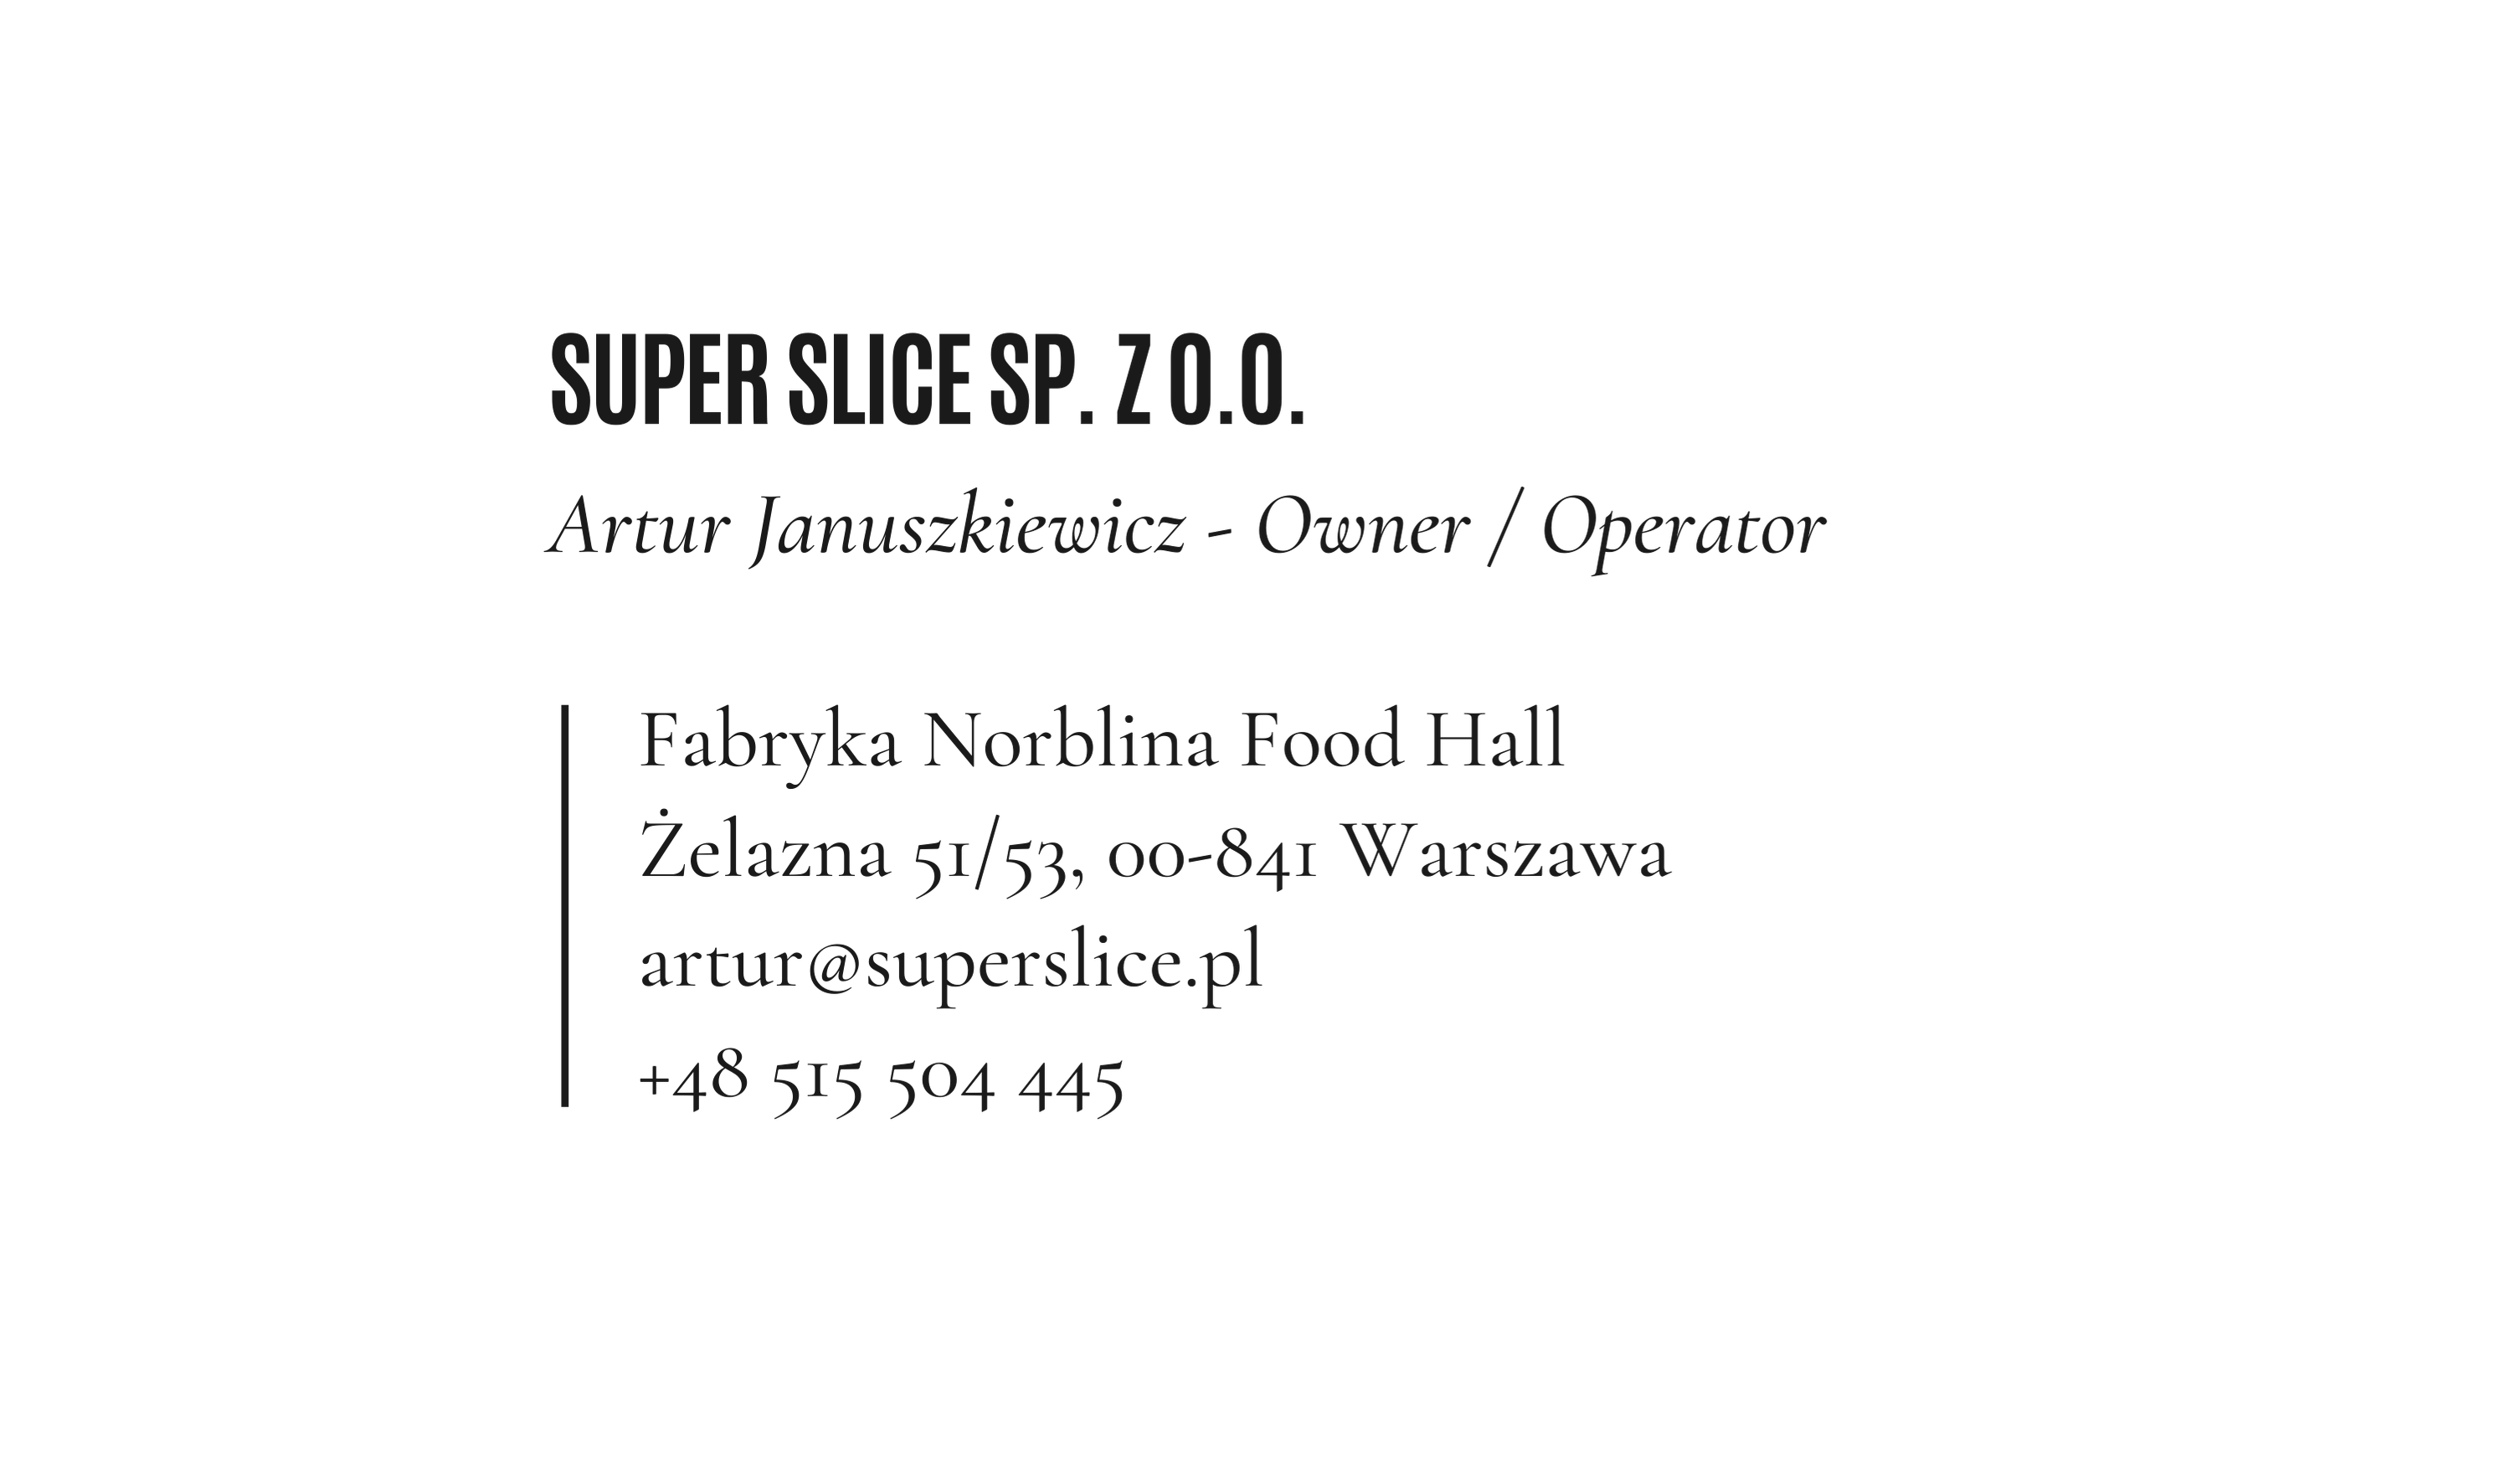 SUPER SLICE SP. Z O.O.
Artur Januszkiewicz - Owner / Operator
Fabryka Norblina Food Hall
Żelazna 51/53, 00-841 Warszawa
artur@superslice.pl
+48 515 504 445